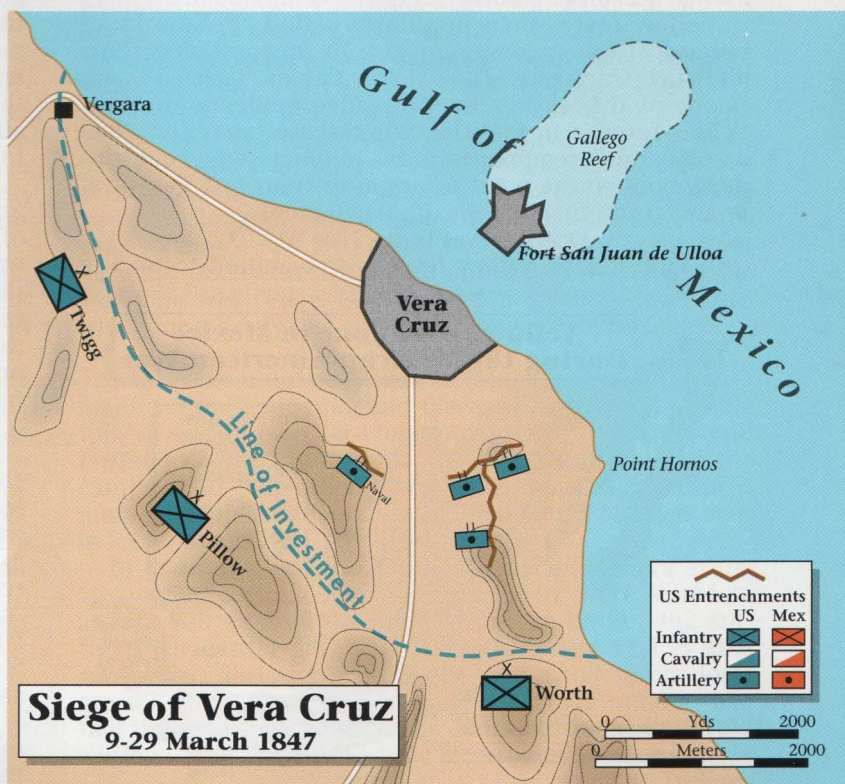 Gulf of
Mexico
Gallego
Reef
Vergara
Fort San Juan de Ulloa
Vera
Cruz
Twigg
Line of Investment
Naval
Point Hornos
Pillow
Worth
US Entrenchments
US Mex
Infantry
Cavalry
Artillery
Siege of Vera Cruz
9-29 March 1847
0 Yds 2000
0 Meters 2000